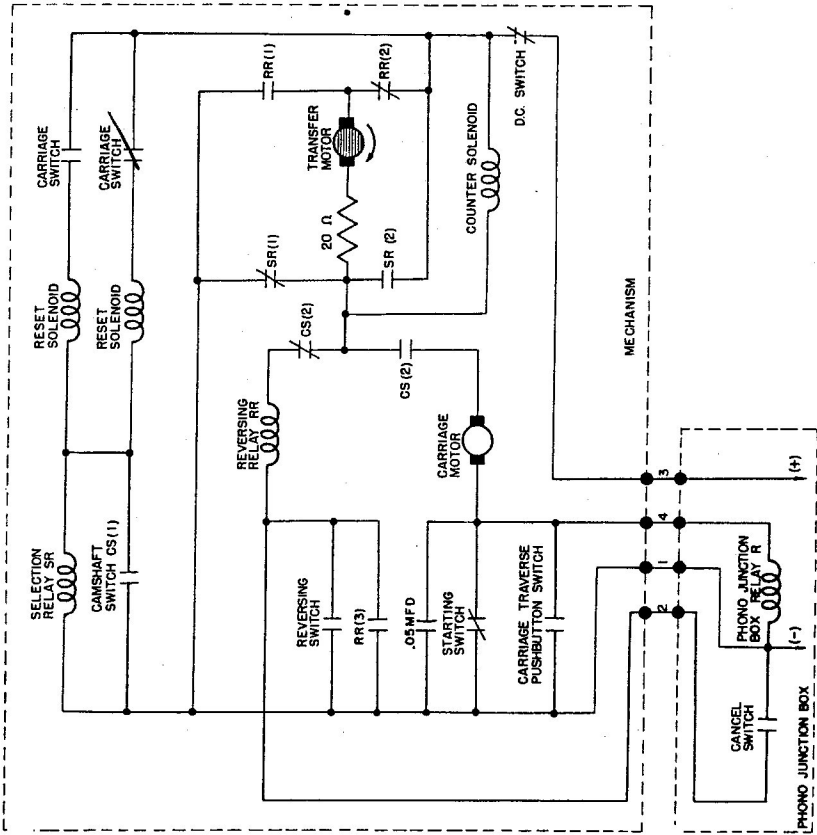 CARRIAGE
SWITCH
CARRIAGE
SWITCH
RESET
SOLENOID
RESET
SOLENOID
SELECTION
RELAY SR
CAMSHAFT
SWITCH CS(1)
RR(1)
RR(2)
TRANSFER
MOTOR
20 Ω
SR(1)
SR (2)
COUNTER SOLENOID
D.C. SWITCH
CS(2)
CS(2)
REVERSING
RELAY RR
CARRIAGE
MOTOR
REVERSING
SWITCH
RR(3)
.05MFD
STARTING
SWITCH
CARRIAGE TRAVERSE
PUSHBUTTON SWITCH
MECHANISM
3
4
1
2
(+)
PHONO JUNCTION
BOX RELAY R
(-)
CANCEL
SWITCH
PHONO JUNCTION BOX